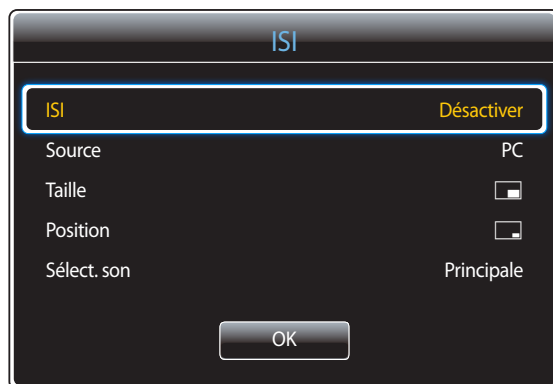 ISI
ISI Désactiver
Source PC
Taille
Position
Sélect. son Principale
OK